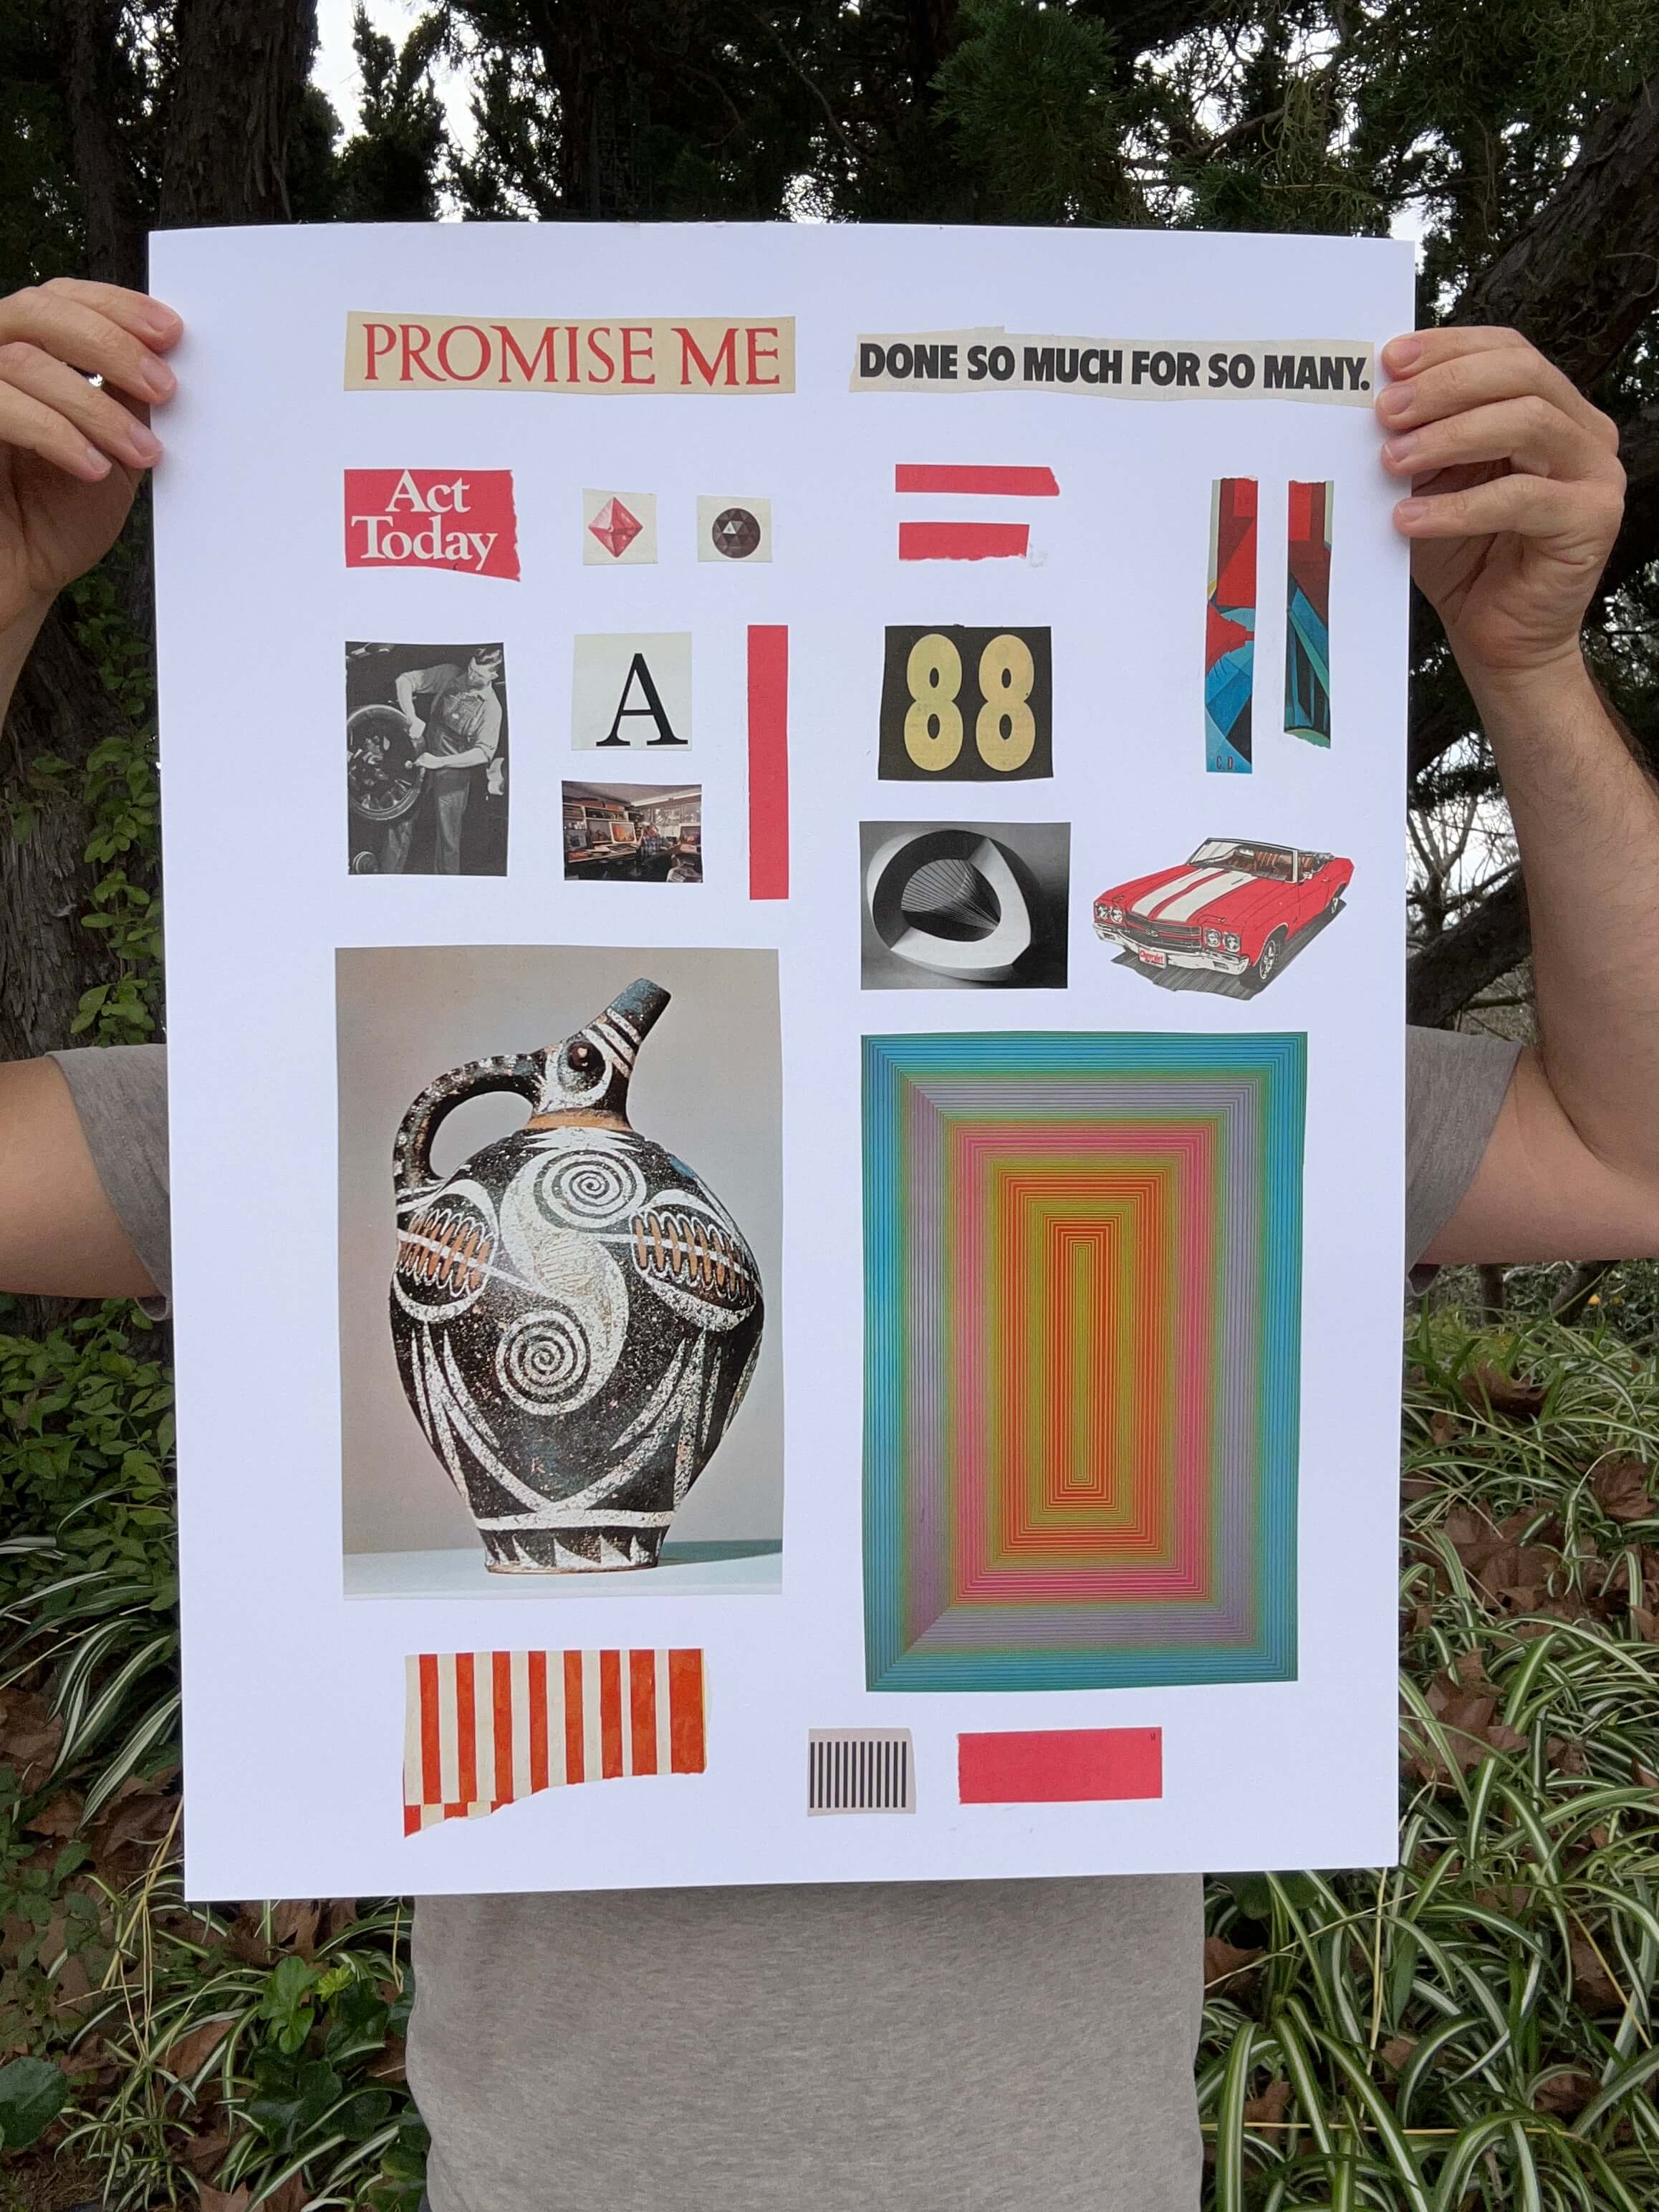 PROMISE ME
DONE SO MUCH FOR SO MANY.
Act
Today
A
88
C.D.